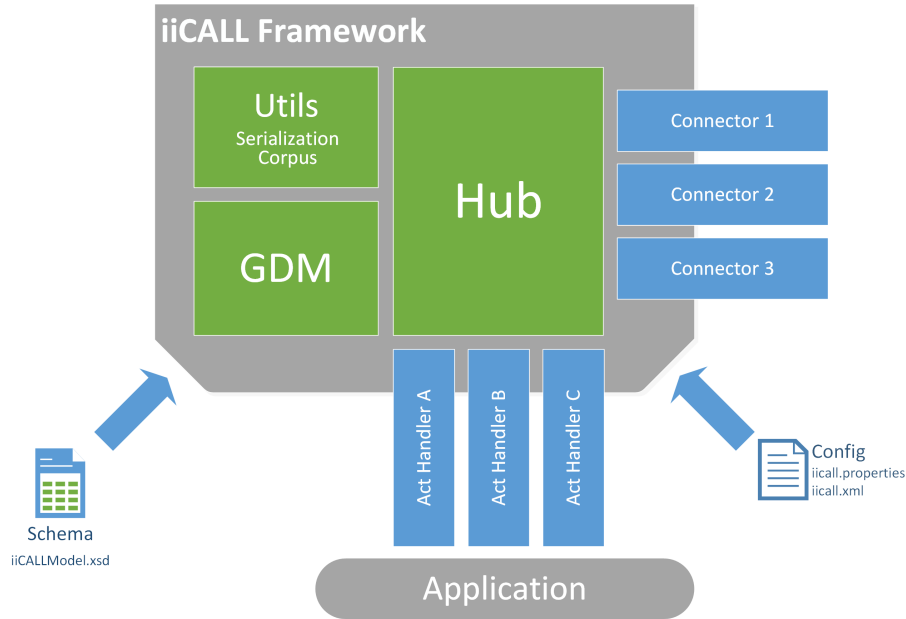 iiCALL Framework
Utils
Serialization
Corpus
Hub
GDM
Connector 1
Connector 2
Connector 3
Act Handler A
Act Handler B
Act Handler C
Schema
iiCALLModel.xsd
Config
iicall.properties
iicall.xml
Application